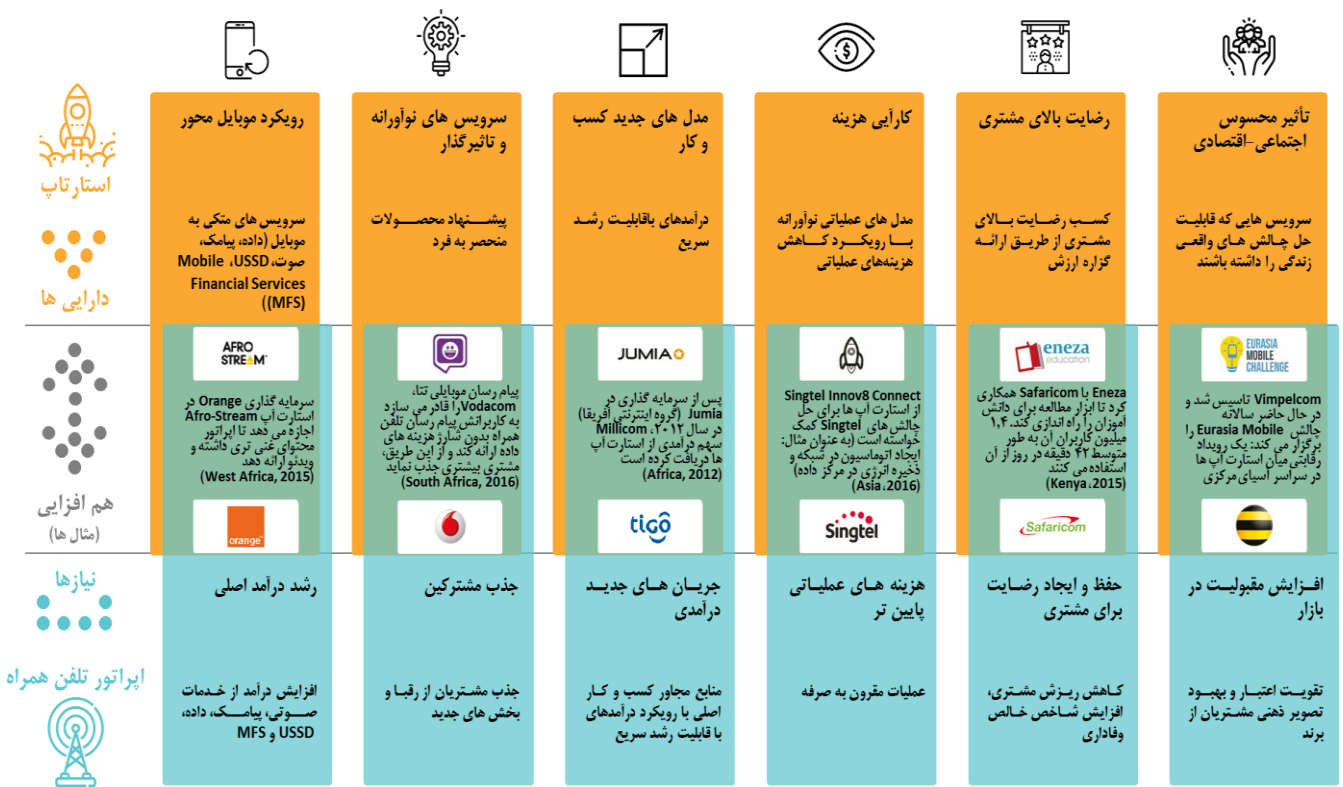 استارتاپ
دارایی ها
هم افزایی
(مثال ها)
نیازها
اپراتور تلفن همراه
تأثیر محسوس
اجتماعی-اقتصادی
سرویس هایی که قابلیت
حل چالش های واقعی
زندگی را داشته باشند
EURASIA
MOBILE
CHALLENGE
Vimpelcom تاسیس شد و
در حال حاضر سالانه
چالش Eurasia Mobile را
برگزار می کند: یک رویداد
رقابتی میان استارت آپ ها
در سراسر آسیای مرکزی
افزایش مقبولیت در
بازار
تقویت اعتبار و بهبود
تصویر ذهنی مشتریان از
برند
رضایت بالای مشتری
کسب رضایت بالای
مشتری از طریق ارائه
گزاره ارزش
eneza
education
Eneza با Safaricom همکاری
کرد تا ابزار مطالعه برای دانش
آموزان را راه اندازی کند. ۱,۴
میلیون کاربران آن به طور
متوسط ۴۲ دقیقه در روز از آن
استفاده می کنند
(Kenya ،2015)
Safaricom
حفظ و ایجاد رضایت
برای مشتری
کاهش ریزش مشتری،
افزایش شاخص خالص
وفاداری
کارآیی هزینه
مدل های عملیاتی نوآورانه
با رویکرد کاهش
هزینه‌های عملیاتی
Singtel Innov8 Connect
از استارت آپ ها برای حل
چالش های Singtel کمک
خواسته است (به عنوان مثال:
ایجاد اتوماسیون در شبکه و
ذخیره انرژی در مرکز داده)
(Asia ،2016)
Singtel
هزینه های عملیاتی
پایین تر
عملیات مقرون به صرفه
مدل های جدید کسب
و کار
درآمدهای باقابلیت رشد
سریع
JUMIA
پس از سرمایه گذاری در
Jumia (گروه اینترنتی آفریقا)
در سال ۲۰۱۲، Millicom
سهم درآمدی از استارت آپ
ها دریافت کرده است
(Africa, 2012)
tigo
جریان های جدید
درآمدی
منابع مجاور کسب و کار
اصلی با رویکرد درآمدهای
با قابلیت رشد سریع
سرویس های نوآورانه
و تاثیرگذار
پیشنهاد محصولات
منحصر به فرد
پیام رسان موبایلی تتا،
Vodacom را قادر می سازد
به کاربرانش پیام رسان تلفن
همراه بدون شارژ هزینه های
داده ارائه کند و از این طریق،
مشتری بیشتری جذب نماید
(South Africa, 2016)
جذب مشترکین
جذب مشتریان از رقبا و
بخش های جدید
رویکرد موبایل محور
سرویس های متکی به
موبایل (داده، پیامک،
صوت، USSD، Mobile
Financial Services
(MFS))
AFRO
STREAM
سرمایه گذاری Orange در
استارت آپ Afro-Stream
اجازه می دهد تا اپراتور
محتوای غنی تری داشته و
ویدئو ارائه دهد
(West Africa, 2015)
orange
رشد درآمد اصلی
افزایش درآمد از خدمات
صوتی، پیامک، داده،
USSD و MFS